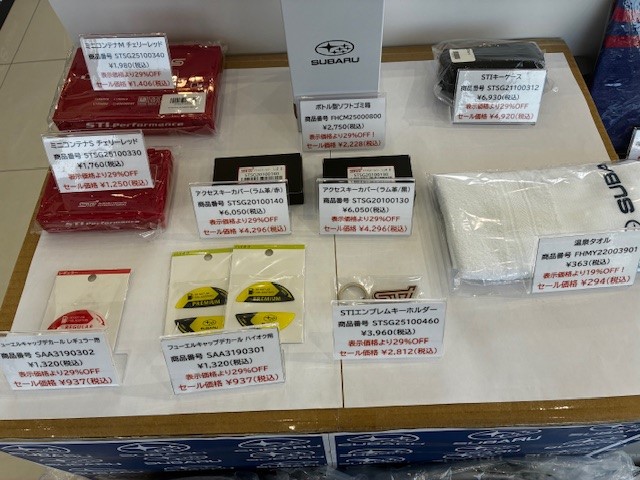 ミニコンテナM チェリーレッド
商品番号 STSG25100340
¥1,980(税込)
表示価格より29%OFF
セール価格 ¥1,406(税込)
STI Performance
SUBARU
ボトル型ソフトゴミ箱
商品番号 FHCM25000800
¥2,750(税込)
表示価格より29%OFF!
セール価格 ¥2,228(税込)
STIキーケース
商品番号 STSG21100312
¥6,930(税込)
表示価格より29%OFF!
セール価格 ¥4,920(税込)
ミニコンテナS チェリーレッド
商品番号 STSG25100330
¥1,760(税込)
表示価格より29%OFF
セール価格 ¥1,250(税込)
アクセスキーカバー(ラム革/赤)
商品番号 STSG20100140
¥6,050(税込)
表示価格より29%OFF
セール価格 ¥4,296(税込)
アクセスキーカバー(ラム革/黒)
商品番号 STSG20100130
¥6,050(税込)
表示価格より29%OFF
セール価格 ¥4,296(税込)
SUBARU
温泉タオル
商品番号 FHMY22003901
¥363(税込)
表示価格より19%OFF!
セール価格 ¥294(税込)
REGULAR
PREMIUM
PREMIUM
ューエルキャップデカール レギュラー用
商品番号 SAA3190302
¥1,320(税込)
表示価格より29%OFF
セール価格 ¥937(税込)
フューエルキャップデカール ハイオク用
商品番号 SAA3190301
¥1,320(税込)
表示価格より29%OFF
セール価格 ¥937(税込)
STIエンブレムキーホルダー
商品番号 STSG25100460
¥3,960(税込)
表示価格より29%OFF
セール価格 ¥2,812(税込)
SUBARU
SUBARU